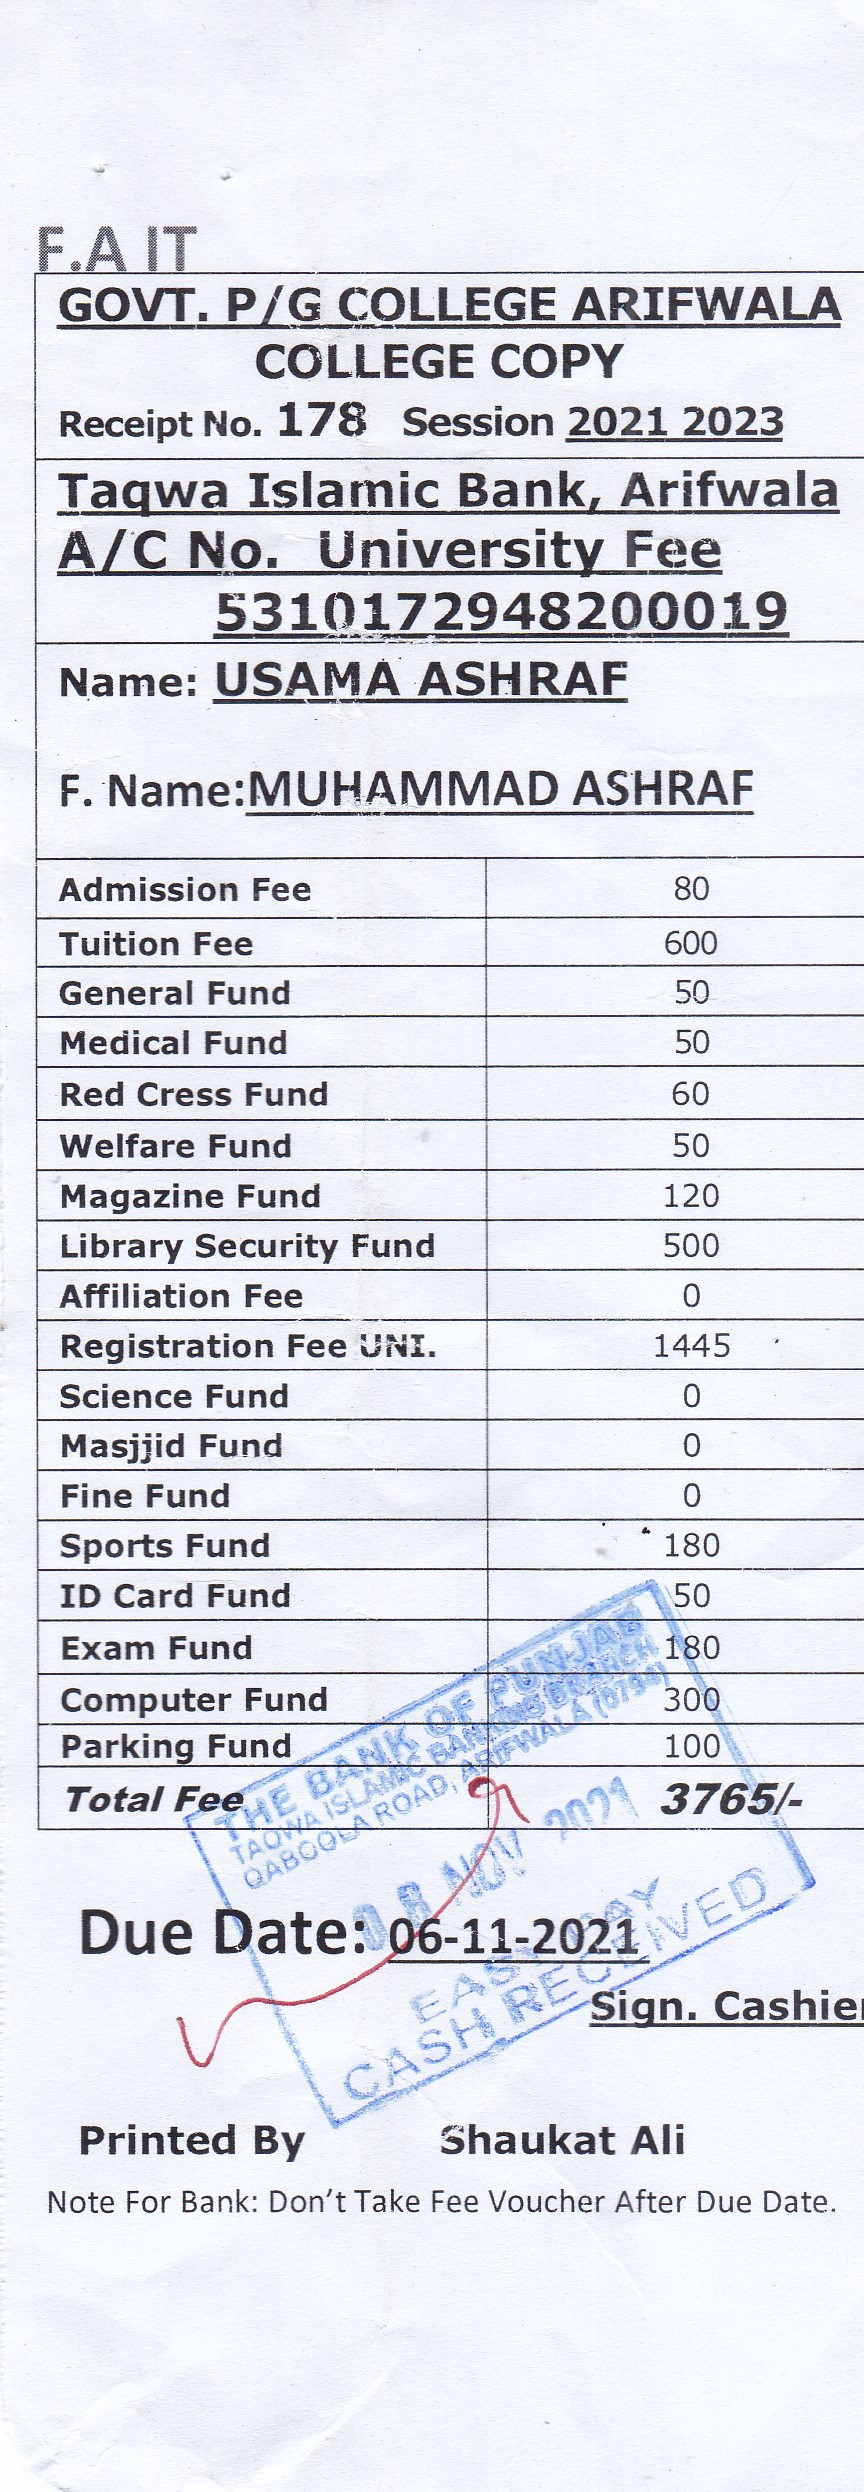 F.A IT
GOVT. P/G COLLEGE ARIFWALA
COLLEGE COPY
Receipt No. 178 Session 2021 2023
Taqwa Islamic Bank, Arifwala
A/C No. University Fee
5310172948200019
Name: USAMA ASHRAF
F. Name:MUHAMMAD ASHRAF
Admission Fee 80
Tuition Fee 600
General Fund 50
Medical Fund 50
Red Cress Fund 60
Welfare Fund 50
Magazine Fund 120
Library Security Fund 500
Affiliation Fee 0
Registration Fee UNI. 1445
Science Fund 0
Masjjid Fund 0
Fine Fund 0
Sports Fund 180
ID Card Fund 50
Exam Fund 180
Computer Fund 300
Parking Fund 100
Total Fee 3765/-
THE BANK OF PUNJAB
TAQWA ISLAMIC BANKING BRANCH
QABOOLA ROAD, ARIFWALA (0794)
08 NOV 2021
EASY PAY
CASH RECEIVED
Due Date: 06-11-2021
Sign. Cashier
Printed By Shaukat Ali
Note For Bank: Don't Take Fee Voucher After Due Date.